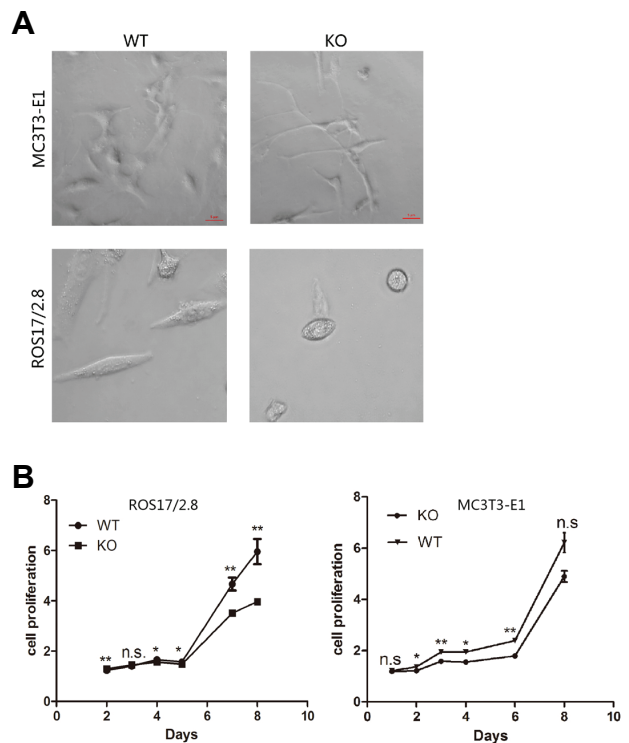 A
WT
KO
MC3T3-E1
ROS17/2.8
B
ROS17/2.8
WT
KO
cell proliferation
8
6
4
2
0
**
n.s.
*
*
**
**
0
2
4
6
8
10
Days
MC3T3-E1
KO
WT
cell proliferation
8
6
4
2
0
n.s
*
**
*
**
n.s
0
2
4
6
8
10
Days